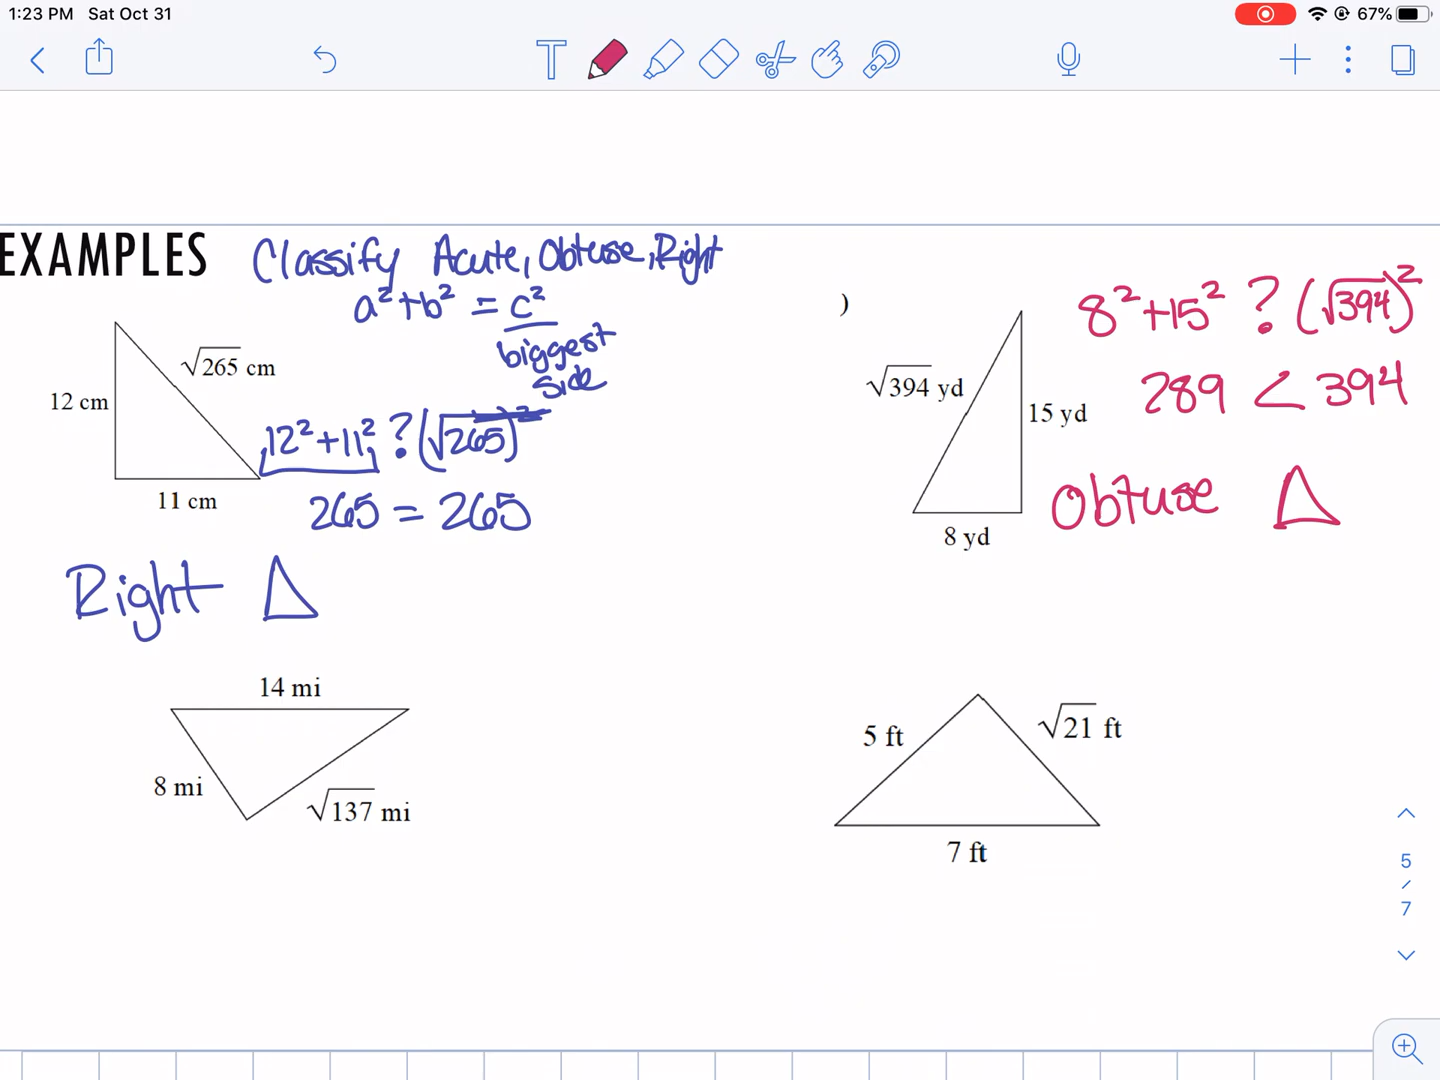 1:23 PM Sat Oct 31
67%
T
EXAMPLES Classify Acute, Obtuse, Right
a² + b² = c²
biggest
side
√265 cm
12 cm
11 cm
12² + 11² ? (√265)²
265 = 265
Right Δ
)
8² + 15² ? (√394)²
289 < 394
√394 yd
15 yd
8 yd
Obtuse Δ
14 mi
8 mi
√137 mi
5 ft
√21 ft
7 ft
5
/
7